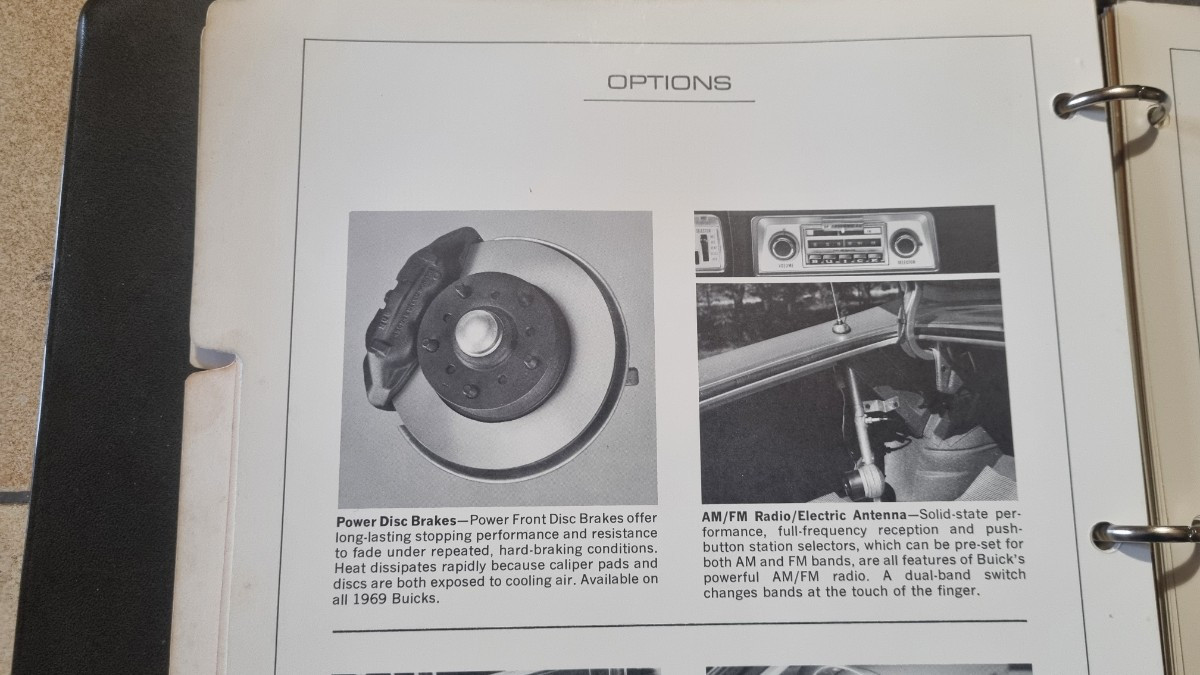 OPTIONS
Power Disc Brakes—Power Front Disc Brakes offer
long-lasting stopping performance and resistance
to fade under repeated, hard-braking conditions.
Heat dissipates rapidly because caliper pads and
discs are both exposed to cooling air. Available on
all 1969 Buicks.
VOLUME
SELECTOR
BUICK
AM/FM Radio/Electric Antenna—Solid-state per-
formance, full-frequency reception and push-
button station selectors, which can be pre-set for
both AM and FM bands, are all features of Buick's
powerful AM/FM radio. A dual-band switch
changes bands at the touch of the finger.